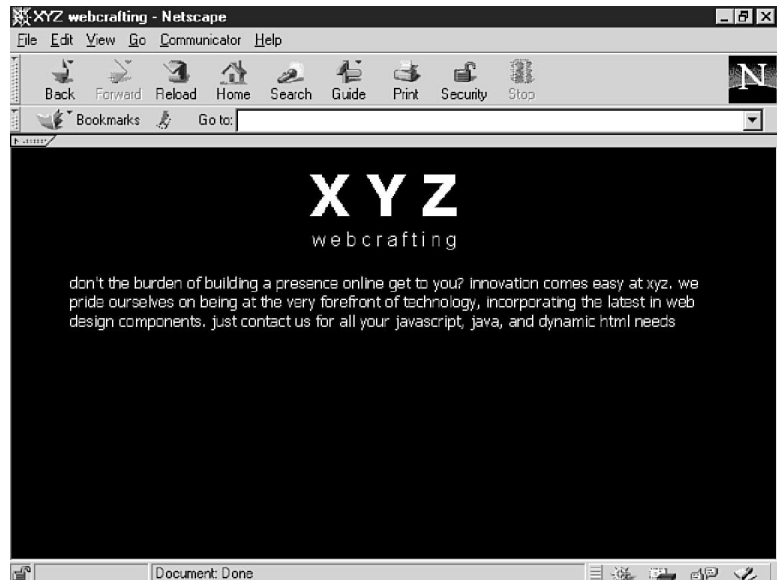 XYZ webcrafting - Netscape
File Edit View Go Communicator Help
Back Forward Reload Home Search Guide Print Security Stop
Bookmarks Go to:
N
X Y Z
webcrafting
don't the burden of building a presence online get to you? innovation comes easy at xyz. we
pride ourselves on being at the very forefront of technology, incorporating the latest in web
design components. just contact us for all your javascript, java, and dynamic html needs
Document: Done